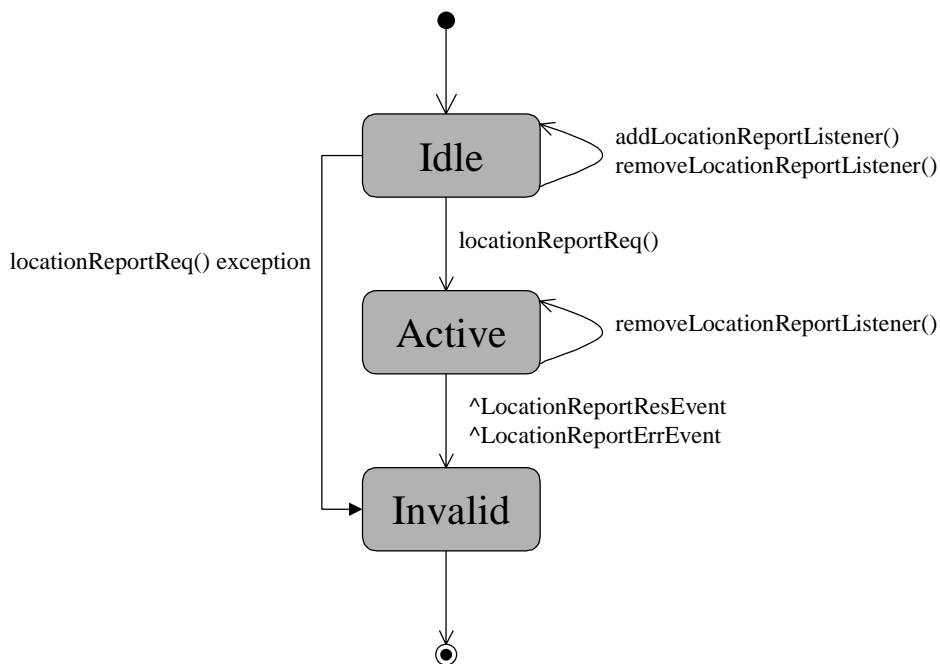 Idle
addLocationReportListener()
removeLocationReportListener()
locationReportReq()
locationReportReq() exception
Active
removeLocationReportListener()
^LocationReportResEvent
^LocationReportErrEvent
Invalid